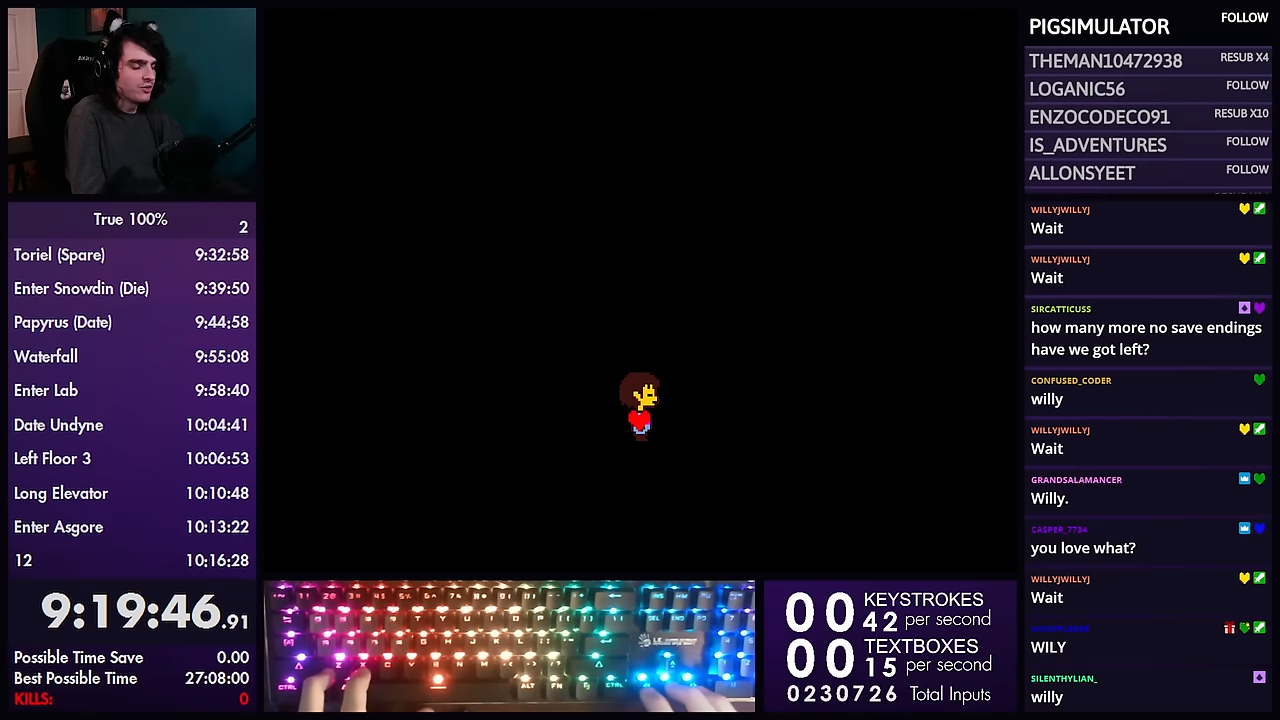 True 100%
2
Toriel (Spare) 9:32:58
Enter Snowdin (Die) 9:39:50
Papyrus (Date) 9:44:58
Waterfall 9:55:08
Enter Lab 9:58:40
Date Undyne 10:04:41
Left Floor 3 10:06:53
Long Elevator 10:10:48
Enter Asgore 10:13:22
12 10:16:28
9:19:46.91
Possible Time Save 0.00
Best Possible Time 27:08:00
KILLS: 0
CTRL Z X C ALT FN CTRL
00 42 KEYSTROKES per second
00 15 TEXTBOXES per second
0230726 Total Inputs
PIGSIMULATOR FOLLOW
THEMAN10472938 RESUB X4
LOGANIC56 FOLLOW
ENZOCODECO91 RESUB X10
IS_ADVENTURES FOLLOW
ALLONSYEET FOLLOW
WILLYJWILLYJ
Wait
WILLYJWILLYJ
Wait
SIRCATTICUSS
how many more no save endings
have we got left?
CONFUSED_CODER
willy
WILLYJWILLYJ
Wait
GRANDSALAMANCER
Willy.
CASPER_7734
you love what?
WILLYJWILLYJ
Wait
WILY
SILENTHYLIAN_
willy